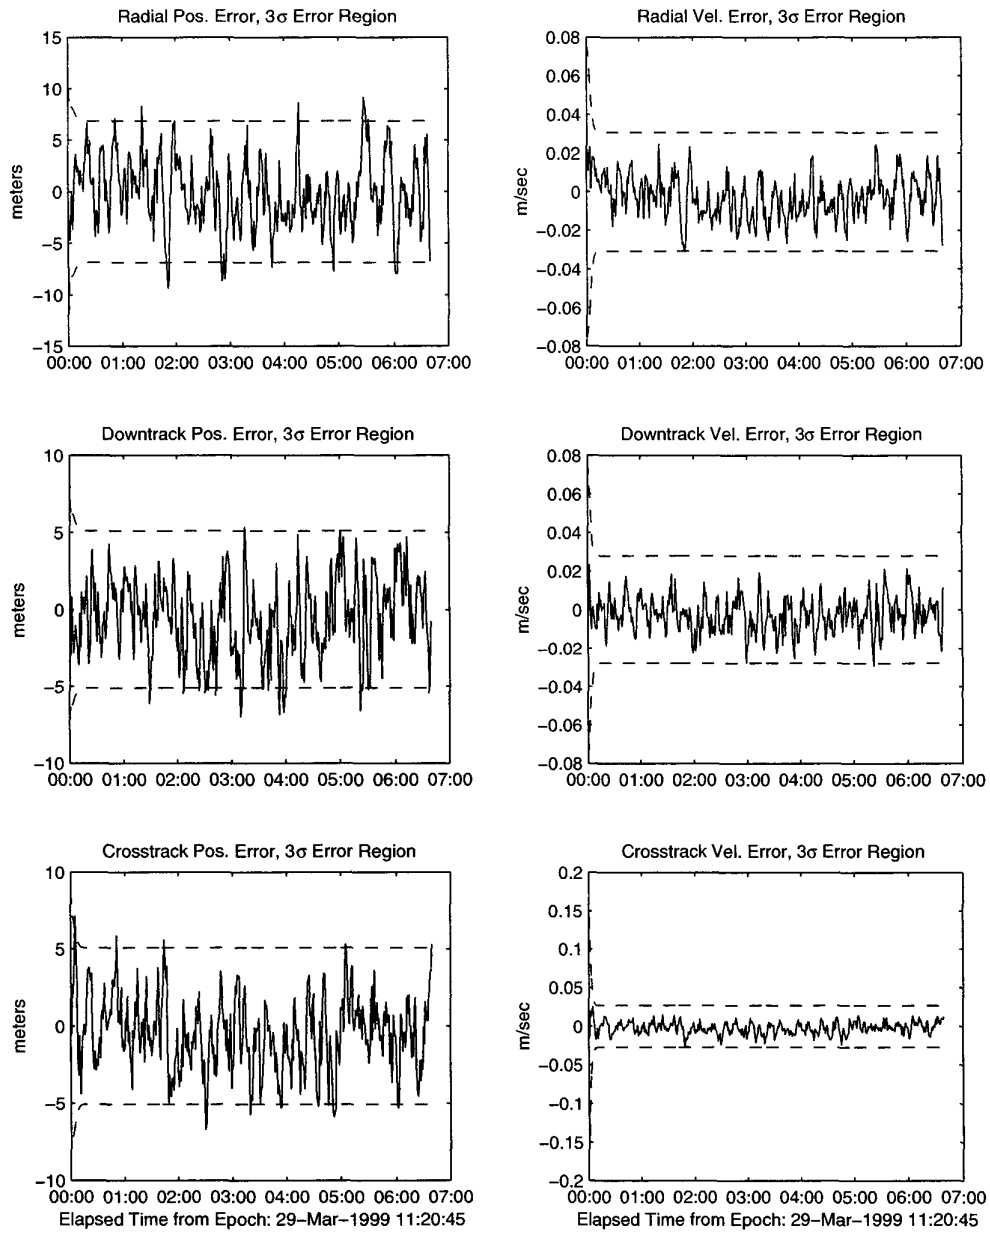 Radial Pos. Error, 3σ Error Region
15
10
5
0
−5
−10
−15
meters
00:00 01:00 02:00 03:00 04:00 05:00 06:00 07:00
Radial Vel. Error, 3σ Error Region
0.08
0.06
0.04
0.02
0
−0.02
−0.04
−0.06
−0.08
m/sec
00:00 01:00 02:00 03:00 04:00 05:00 06:00 07:00
Downtrack Pos. Error, 3σ Error Region
10
5
0
−5
−10
meters
00:00 01:00 02:00 03:00 04:00 05:00 06:00 07:00
Downtrack Vel. Error, 3σ Error Region
0.08
0.06
0.04
0.02
0
−0.02
−0.04
−0.06
−0.08
m/sec
00:00 01:00 02:00 03:00 04:00 05:00 06:00 07:00
Crosstrack Pos. Error, 3σ Error Region
10
5
0
−5
−10
meters
00:00 01:00 02:00 03:00 04:00 05:00 06:00 07:00
Elapsed Time from Epoch: 29−Mar−1999 11:20:45
Crosstrack Vel. Error, 3σ Error Region
0.2
0.15
0.1
0.05
0
−0.05
−0.1
−0.15
−0.2
m/sec
00:00 01:00 02:00 03:00 04:00 05:00 06:00 07:00
Elapsed Time from Epoch: 29−Mar−1999 11:20:45